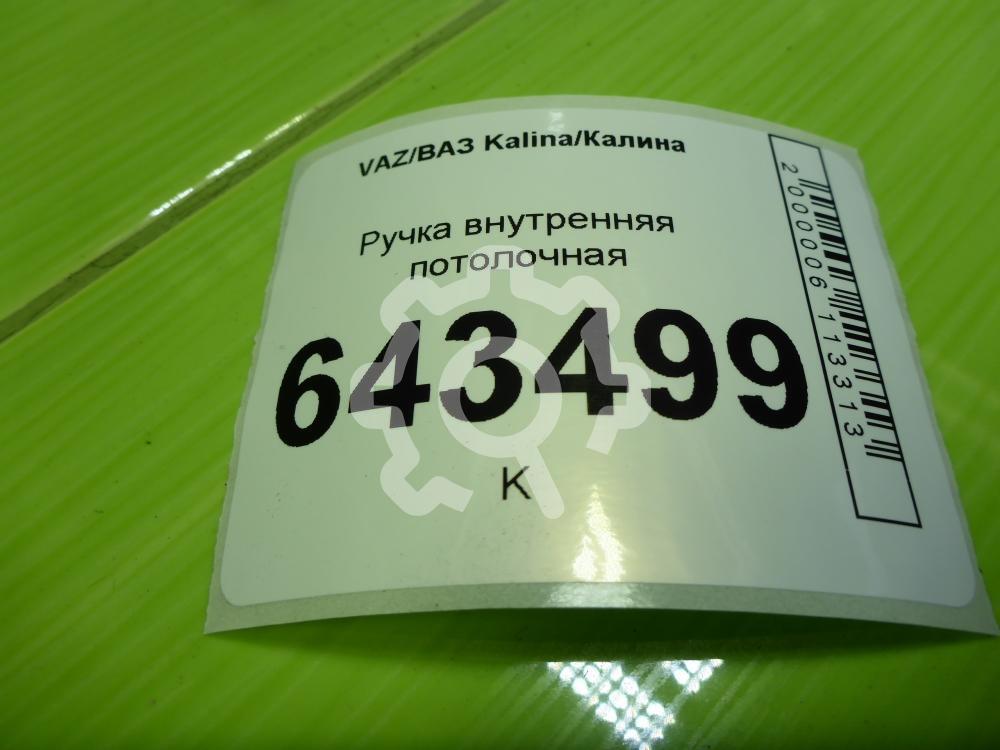 VAZ/ВАЗ Kalina/Калина
Ручка внутренняя
потолочная
643499
K
2000006113313